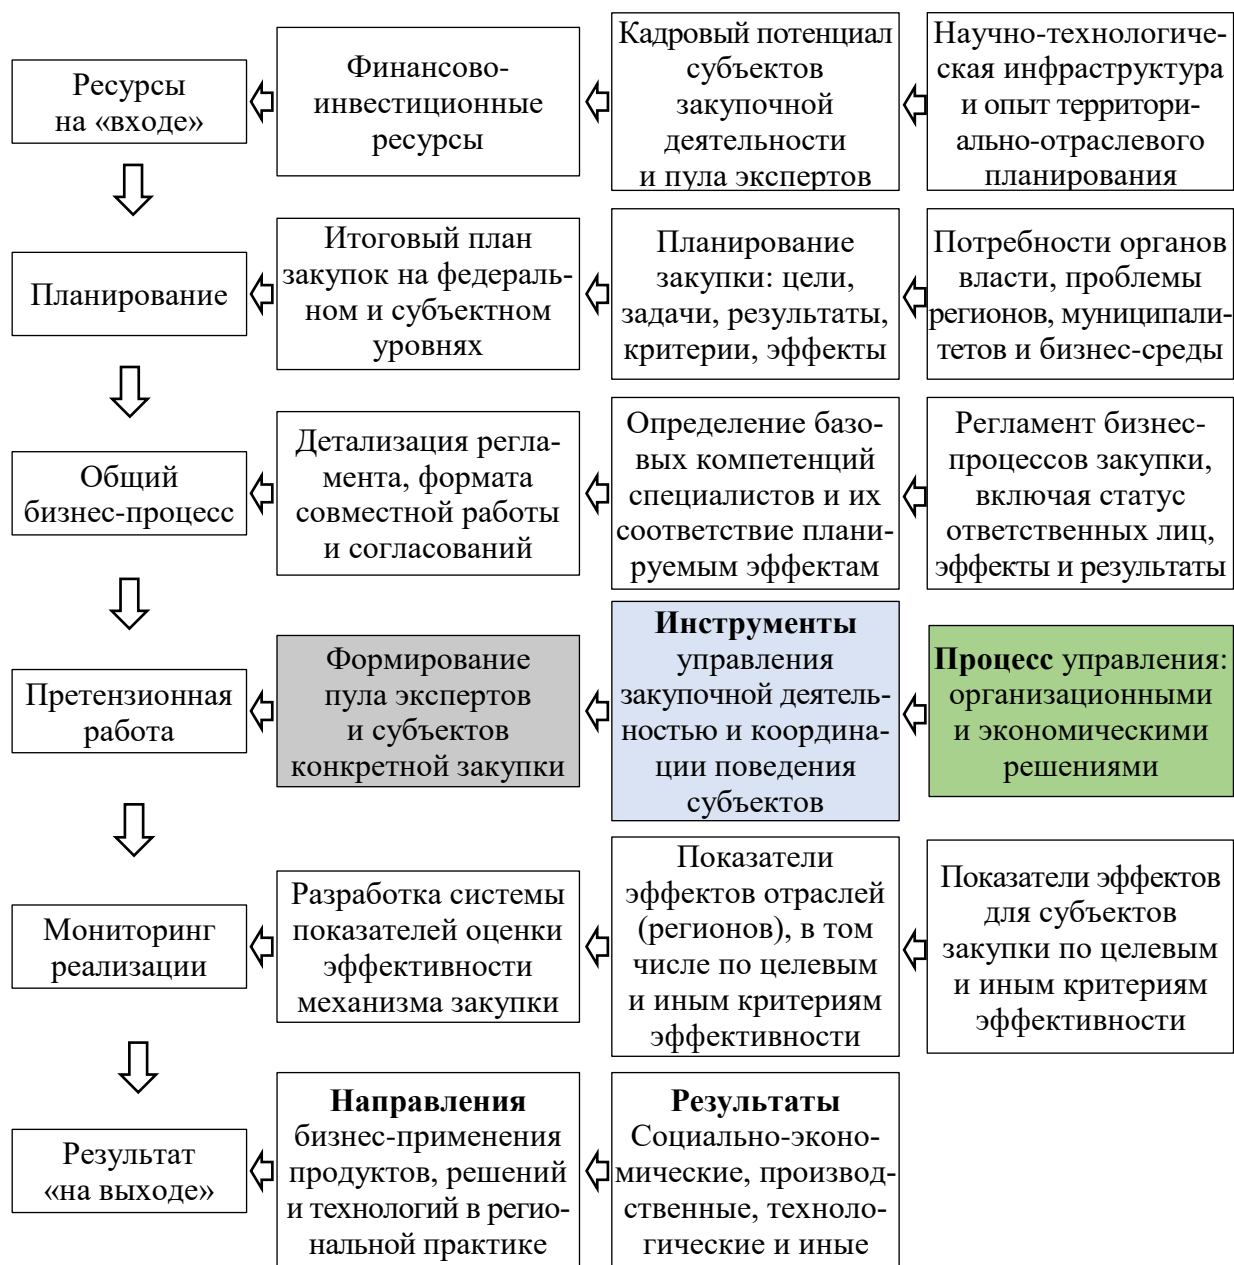 Ресурсы
на «входе»
Финансово-
инвестиционные
ресурсы
Кадровый потенциал
субъектов
закупочной
деятельности
и пула экспертов
Научно-технологиче-
ская инфраструктура
и опыт территори-
ально-отраслевого
планирования
Планирование
Итоговый план
закупок на федераль-
ном и субъектном
уровнях
Планирование
закупки: цели,
задачи, результаты,
критерии, эффекты
Потребности органов
власти, проблемы
регионов, муниципали-
тетов и бизнес-среды
Общий
бизнес-процесс
Детализация регла-
мента, формата
совместной работы
и согласований
Определение базо-
вых компетенций
специалистов и их
соответствие плани-
руемым эффектам
Регламент бизнес-
процессов закупки,
включая статус
ответственных лиц,
эффекты и результаты
Претензионная
работа
Формирование
пула экспертов
и субъектов
конкретной закупки
Инструменты
управления
закупочной деятель-
ностью и координа-
ции поведения
субъектов
Процесс управления:
организационными
и экономическими
решениями
Мониторинг
реализации
Разработка системы
показателей оценки
эффективности
механизма закупки
Показатели
эффектов отраслей
(регионов), в том
числе по целевым
и иным критериям
эффективности
Показатели эффектов
для субъектов
закупки по целевым
и иным критериям
эффективности
Результат
«на выходе»
Направления
бизнес-применения
продуктов, решений
и технологий в регио-
нальной практике
Результаты
Социально-эконо-
мические, производ-
ственные, техноло-
гические и иные